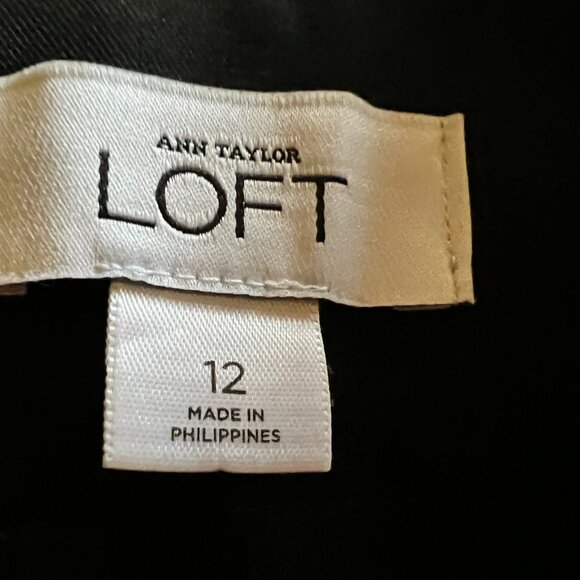 ANN TAYLOR
LOFT
12
MADE IN
PHILIPPINES